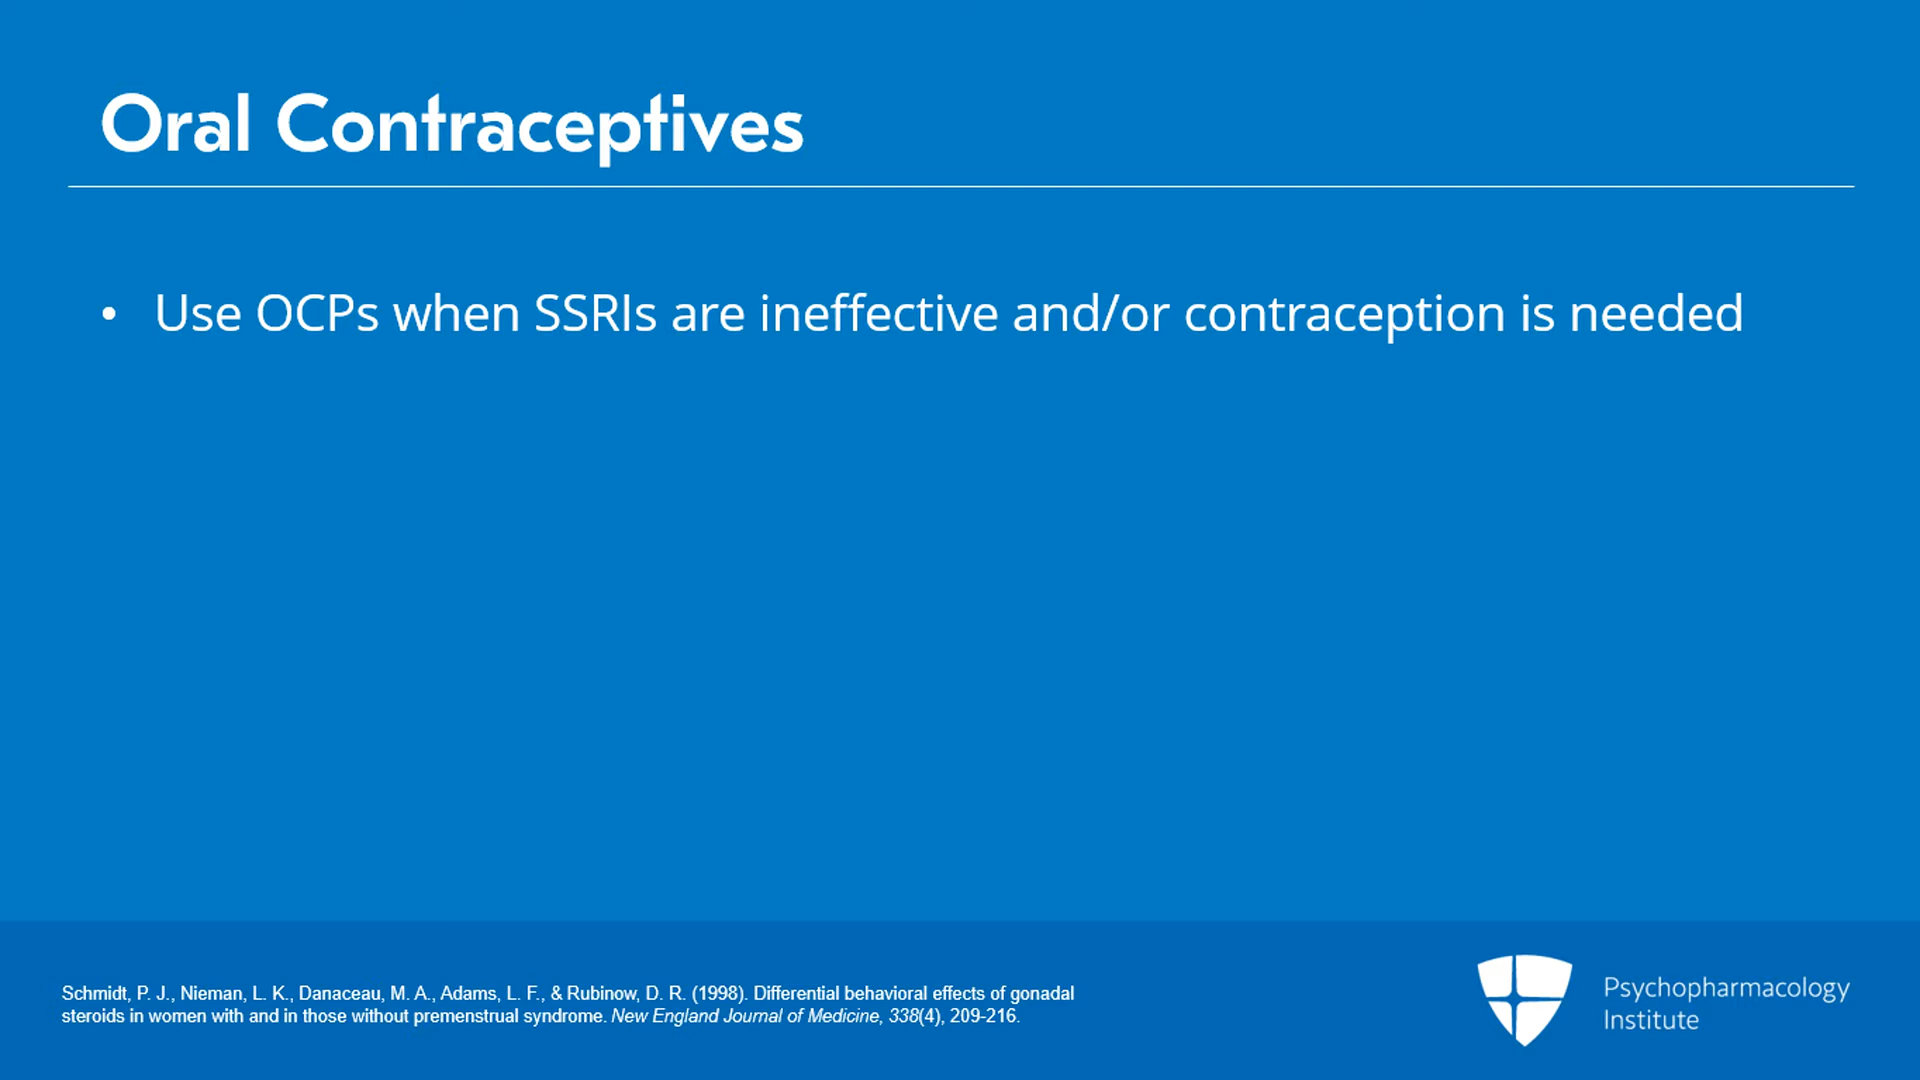 Oral Contraceptives
• Use OCPs when SSRIs are ineffective and/or contraception is needed
Schmidt, P. J., Nieman, L. K., Danaceau, M. A., Adams, L. F., & Rubinow, D. R. (1998). Differential behavioral effects of gonadal
steroids in women with and in those without premenstrual syndrome. New England Journal of Medicine, 338(4), 209-216.
Psychopharmacology
Institute